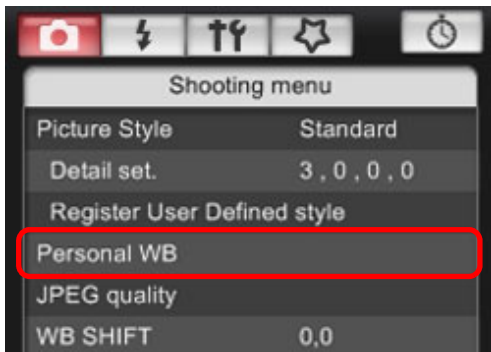 Shooting menu
Picture Style Standard
Detail set. 3 , 0 , 0 , 0
Register User Defined style
Personal WB
JPEG quality
WB SHIFT 0,0